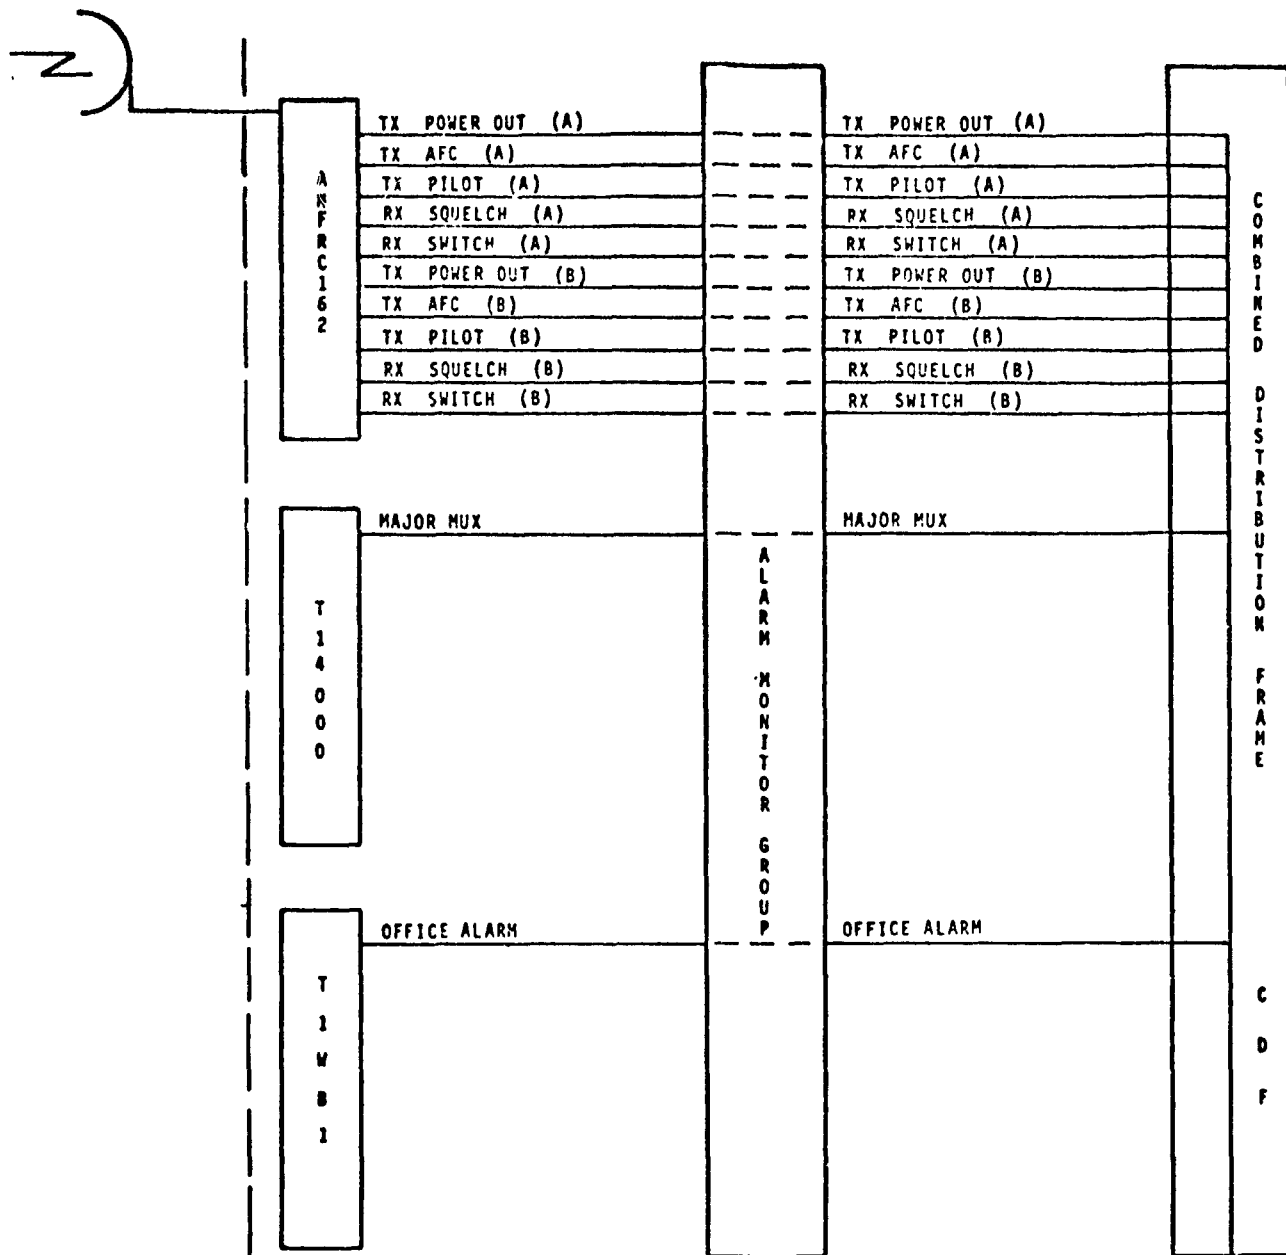 TX POWER OUT (A)
TX AFC (A)
TX PILOT (A)
RX SQUELCH (A)
RX SWITCH (A)
TX POWER OUT (B)
TX AFC (B)
TX PILOT (B)
RX SQUELCH (B)
RX SWITCH (B)
TX POWER OUT (A)
TX AFC (A)
TX PILOT (A)
RX SQUELCH (A)
RX SWITCH (A)
TX POWER OUT (B)
TX AFC (B)
TX PILOT (B)
RX SQUELCH (B)
RX SWITCH (B)
ANFRC162
MAJOR MUX
MAJOR MUX
T14000
ALARM MONITOR GROUP
COMBINED DISTRIBUTION FRAME
OFFICE ALARM
OFFICE ALARM
T1WB1
CDF